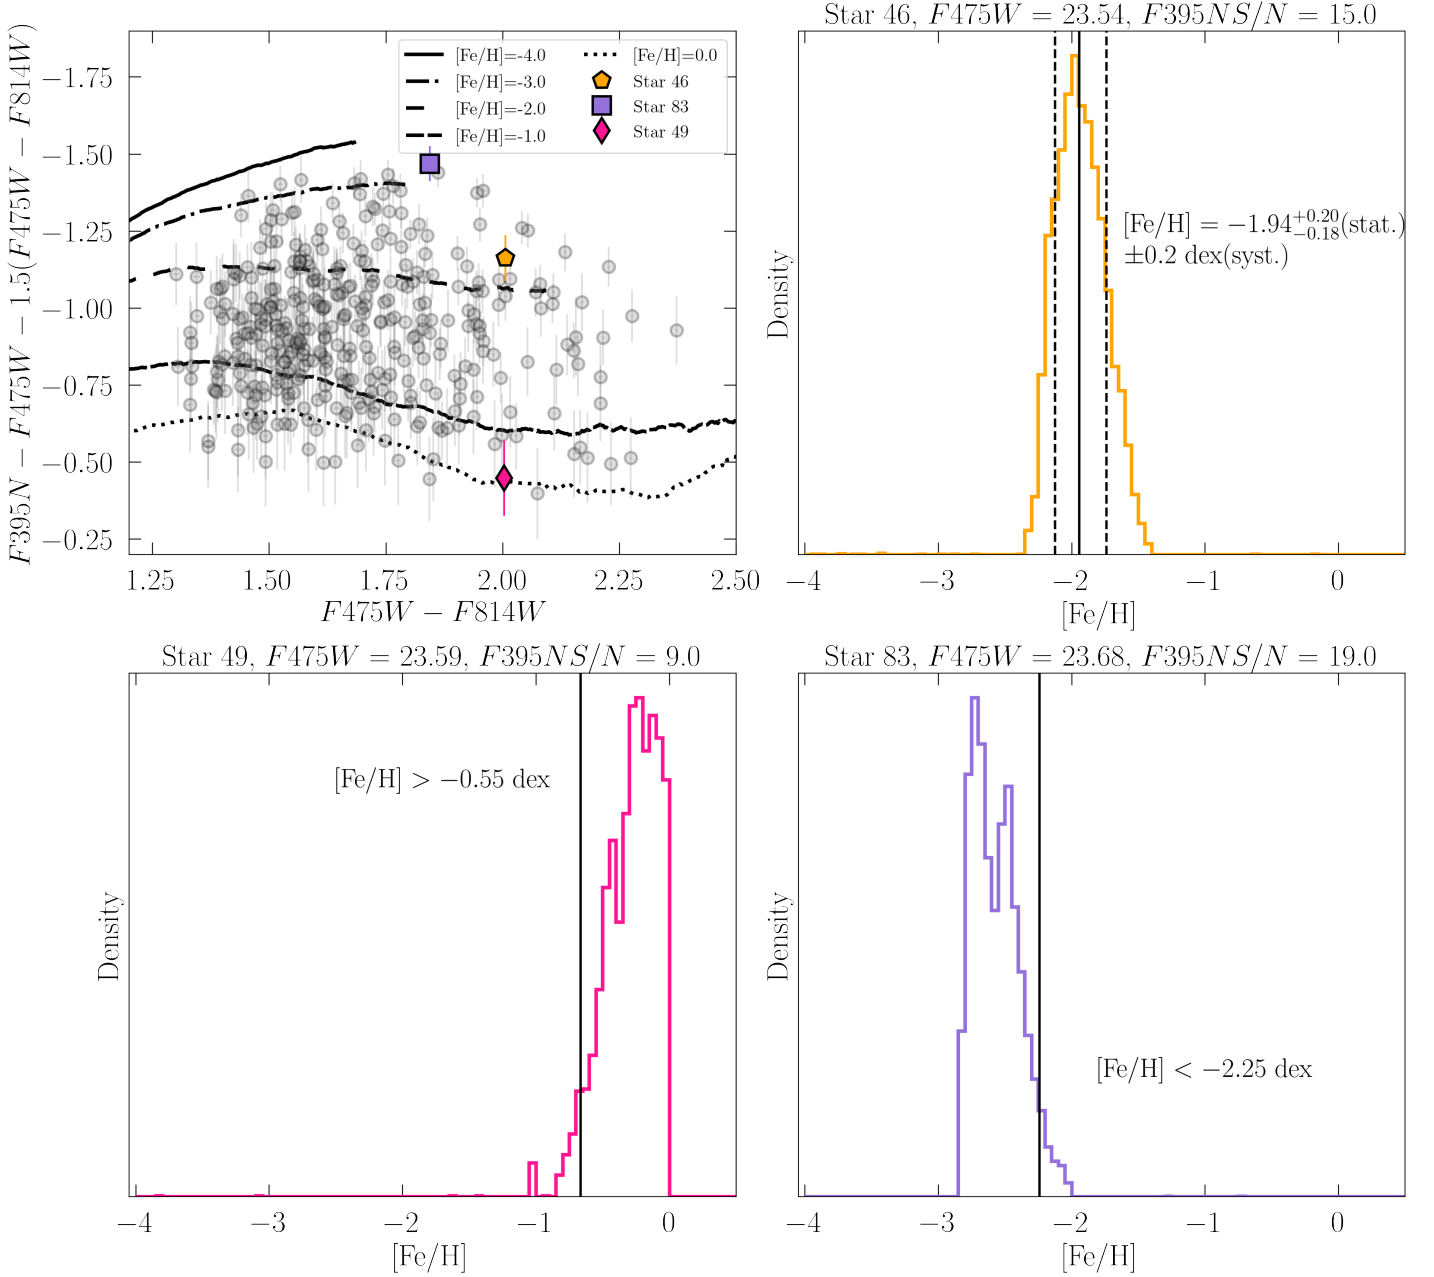 F395N − F475W − 1.5(F475W − F814W)
−1.75
−1.50
−1.25
−1.00
−0.75
−0.50
−0.25
[Fe/H]=-4.0
[Fe/H]=-3.0
[Fe/H]=-2.0
[Fe/H]=-1.0
[Fe/H]=0.0
Star 46
Star 83
Star 49
1.25 1.50 1.75 2.00 2.25 2.50
F475W − F814W
Star 46, F475W = 23.54, F395NS/N = 15.0
Density
[Fe/H] = −1.94+0.20−0.18(stat.)
±0.2 dex(syst.)
−4 −3 −2 −1 0
[Fe/H]
Star 49, F475W = 23.59, F395NS/N = 9.0
Density
[Fe/H] > −0.55 dex
−4 −3 −2 −1 0
[Fe/H]
Star 83, F475W = 23.68, F395NS/N = 19.0
Density
[Fe/H] < −2.25 dex
−4 −3 −2 −1 0
[Fe/H]